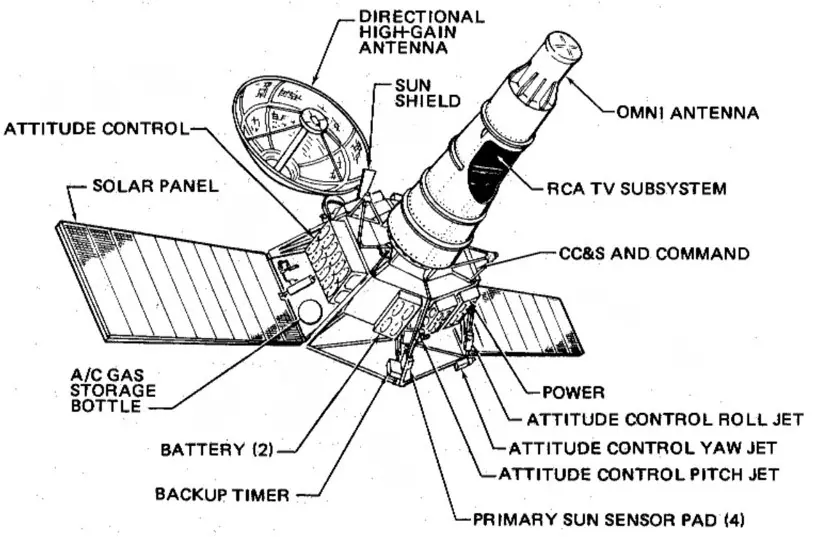 DIRECTIONAL
HIGH-GAIN
ANTENNA
SUN
SHIELD
OMNI ANTENNA
ATTITUDE CONTROL
SOLAR PANEL
RCA TV SUBSYSTEM
CC&S AND COMMAND
A/C GAS
STORAGE
BOTTLE
POWER
ATTITUDE CONTROL ROLL JET
BATTERY (2)
ATTITUDE CONTROL YAW JET
ATTITUDE CONTROL PITCH JET
BACKUP TIMER
PRIMARY SUN SENSOR PAD (4)